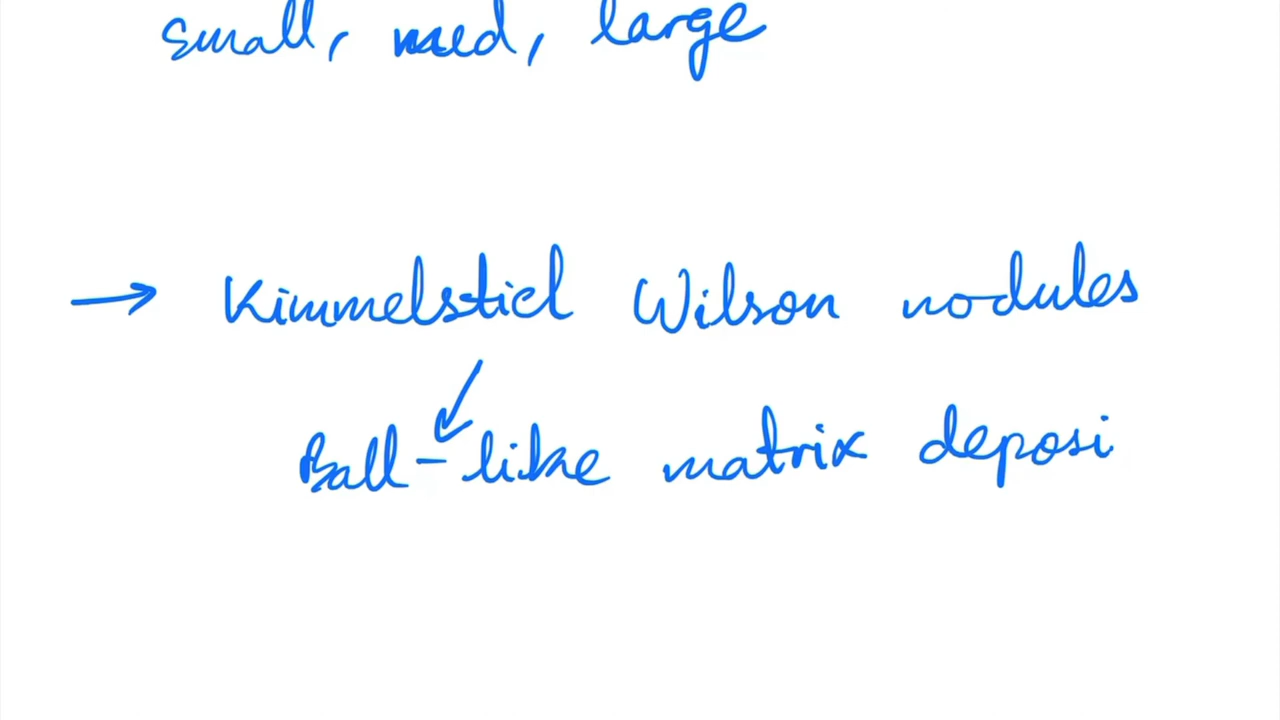 small, med, large
→ Kimmelstiel Wilson nodules
Ball-like matrix deposi